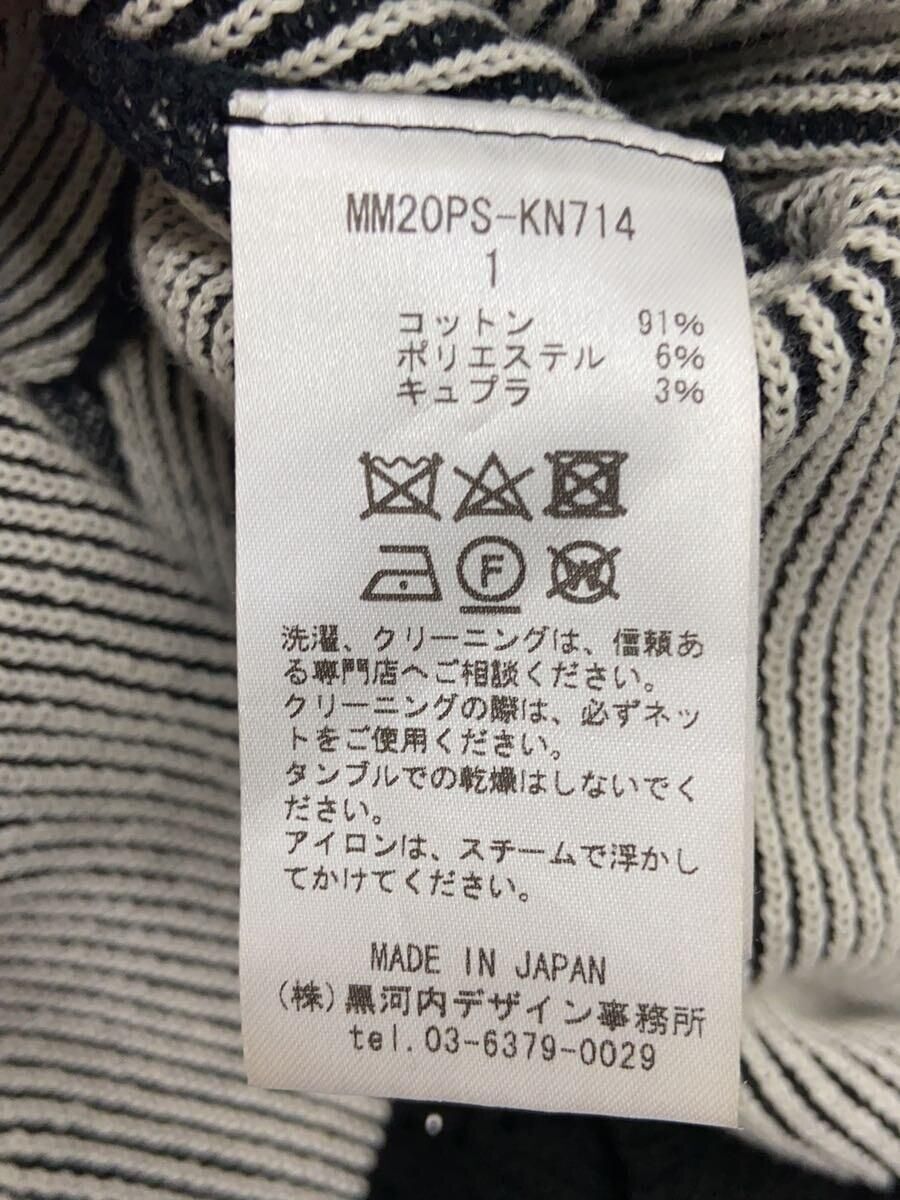 MM20PS-KN714
1
コットン 91%
ポリエステル 6%
キュプラ 3%
F
W
洗濯、クリーニングは、信頼あ
る専門店へご相談ください。
クリーニングの際は、必ずネッ
トをご使用ください。
タンブルでの乾燥はしないでく
ださい。
アイロンは、スチームで浮かし
てかけてください。
MADE IN JAPAN
(株)黒河内デザイン事務所
tel.03-6379-0029